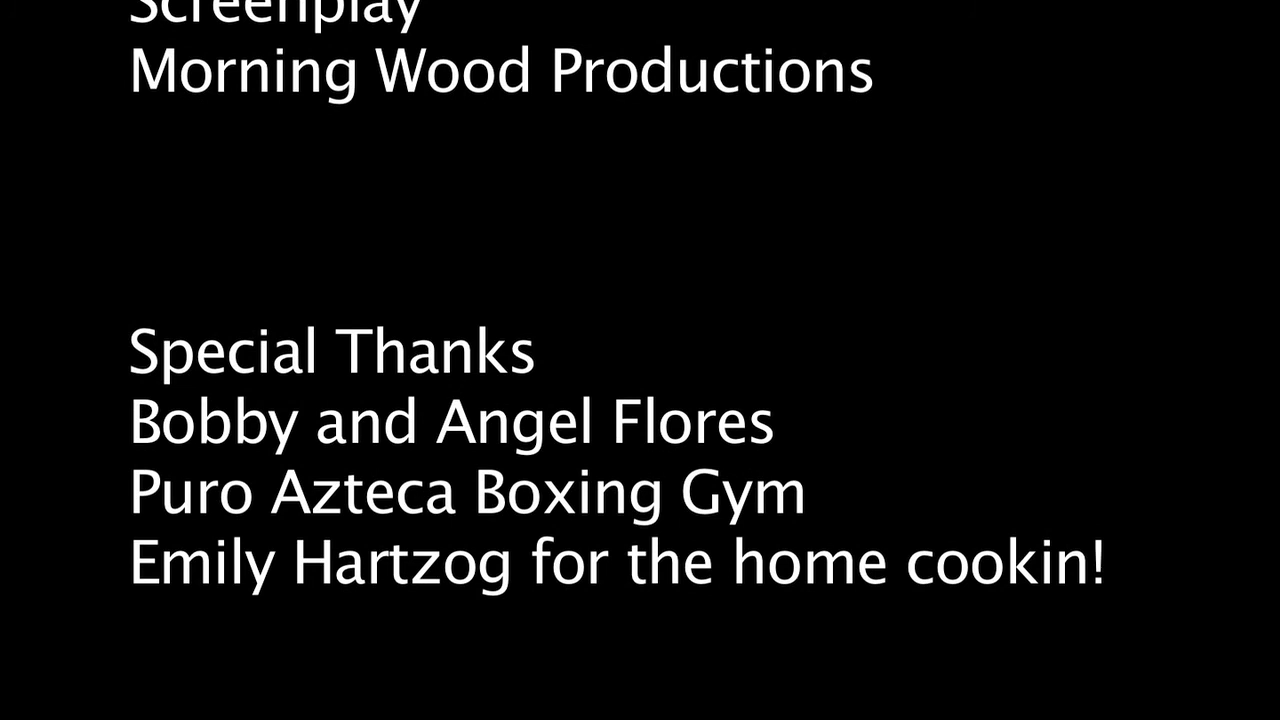 Screenplay
Morning Wood Productions
Special Thanks
Bobby and Angel Flores
Puro Azteca Boxing Gym
Emily Hartzog for the home cookin!